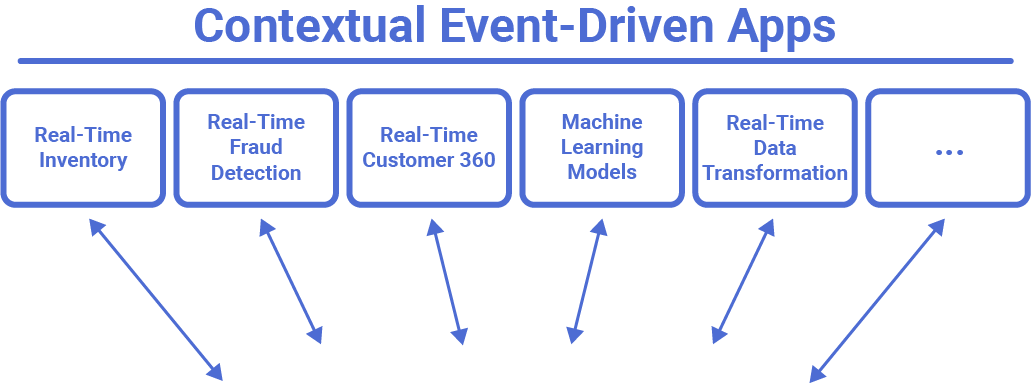 Contextual Event-Driven Apps
Real-Time
Inventory
Real-Time
Fraud
Detection
Real-Time
Customer 360
Machine
Learning
Models
Real-Time
Data
Transformation
...